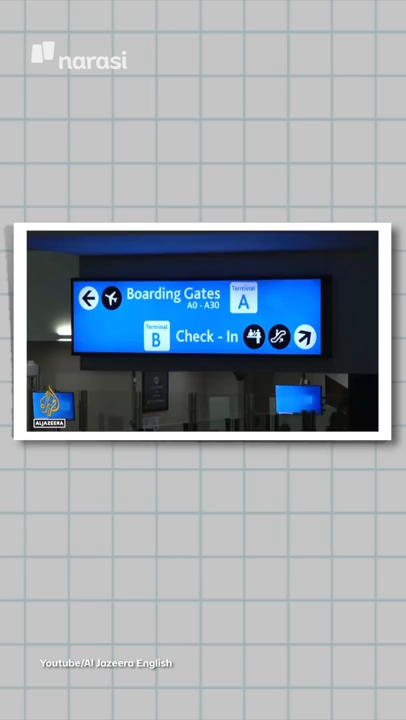 narasi
Boarding Gates
A0 - A30
Terminal
A
Terminal
B
Check - In
ALJAZEERA
Youtube/Al Jazeera English